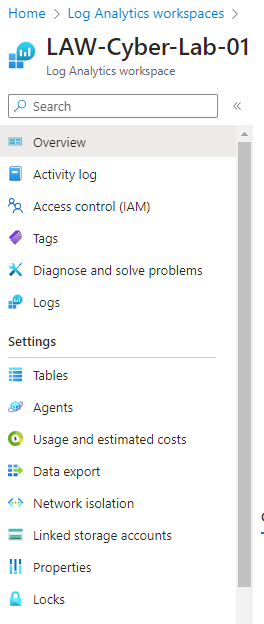 Home > Log Analytics workspaces >
LAW-Cyber-Lab-01
Log Analytics workspace
Search
Overview
Activity log
Access control (IAM)
Tags
Diagnose and solve problems
Logs
Settings
Tables
Agents
Usage and estimated costs
Data export
Network isolation
Linked storage accounts
Properties
Locks